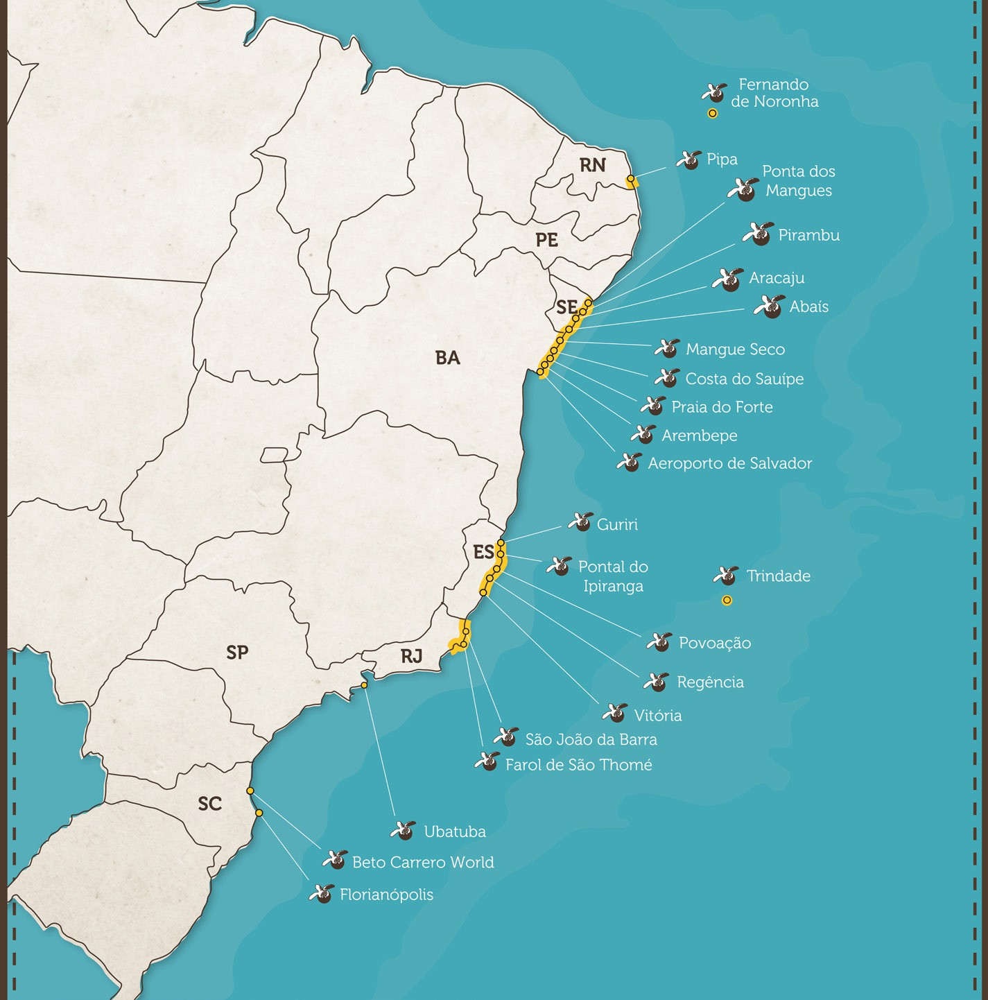 Fernando
de Noronha
RN
Pipa
Ponta dos
Mangues
PE
Pirambu
Aracaju
SE
Abaís
BA
Mangue Seco
Costa do Sauípe
Praia do Forte
Arembepe
Aeroporto de Salvador
Guriri
ES
Pontal do
Ipiranga
Trindade
Povoação
SP
RJ
Regência
Vitória
São João da Barra
Farol de São Thomé
SC
Ubatuba
Beto Carrero World
Florianópolis